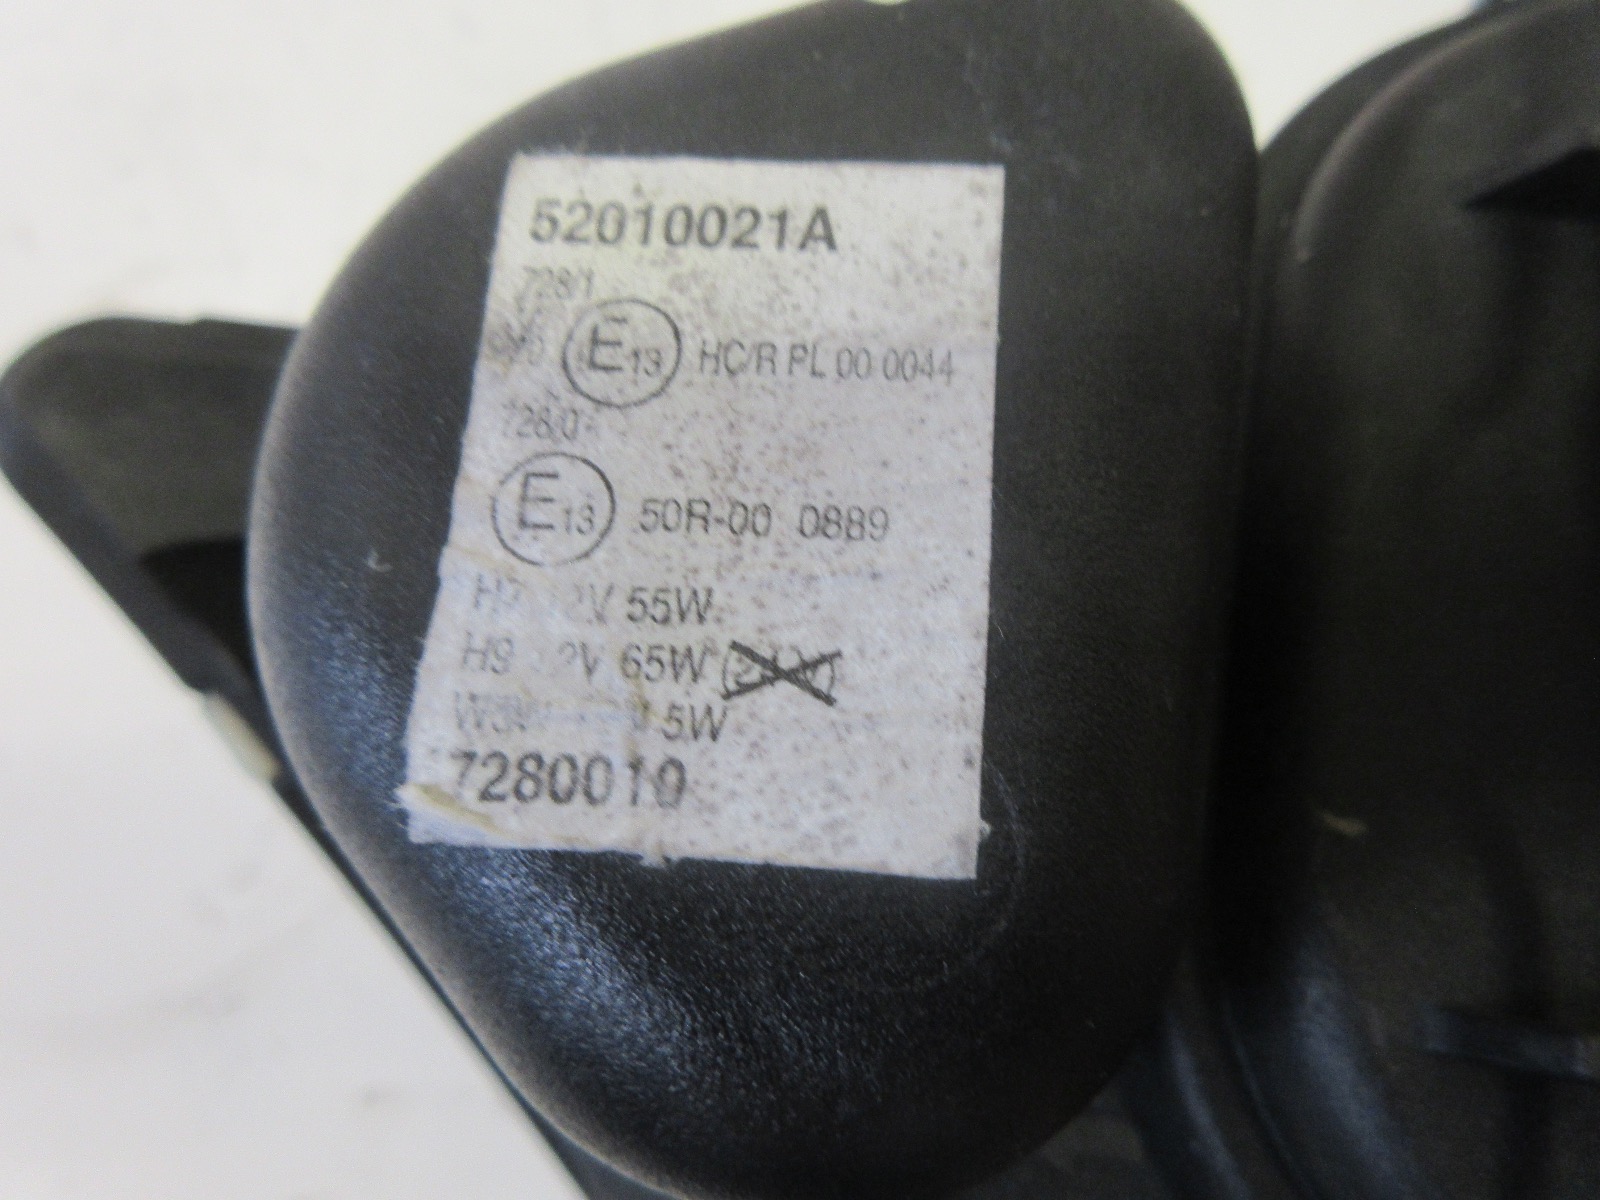 52010021A
728/1
E13 HC/R PL 00 0044
728/0
E13 50R-00 0889
55W
H9 65W
5W
7280010